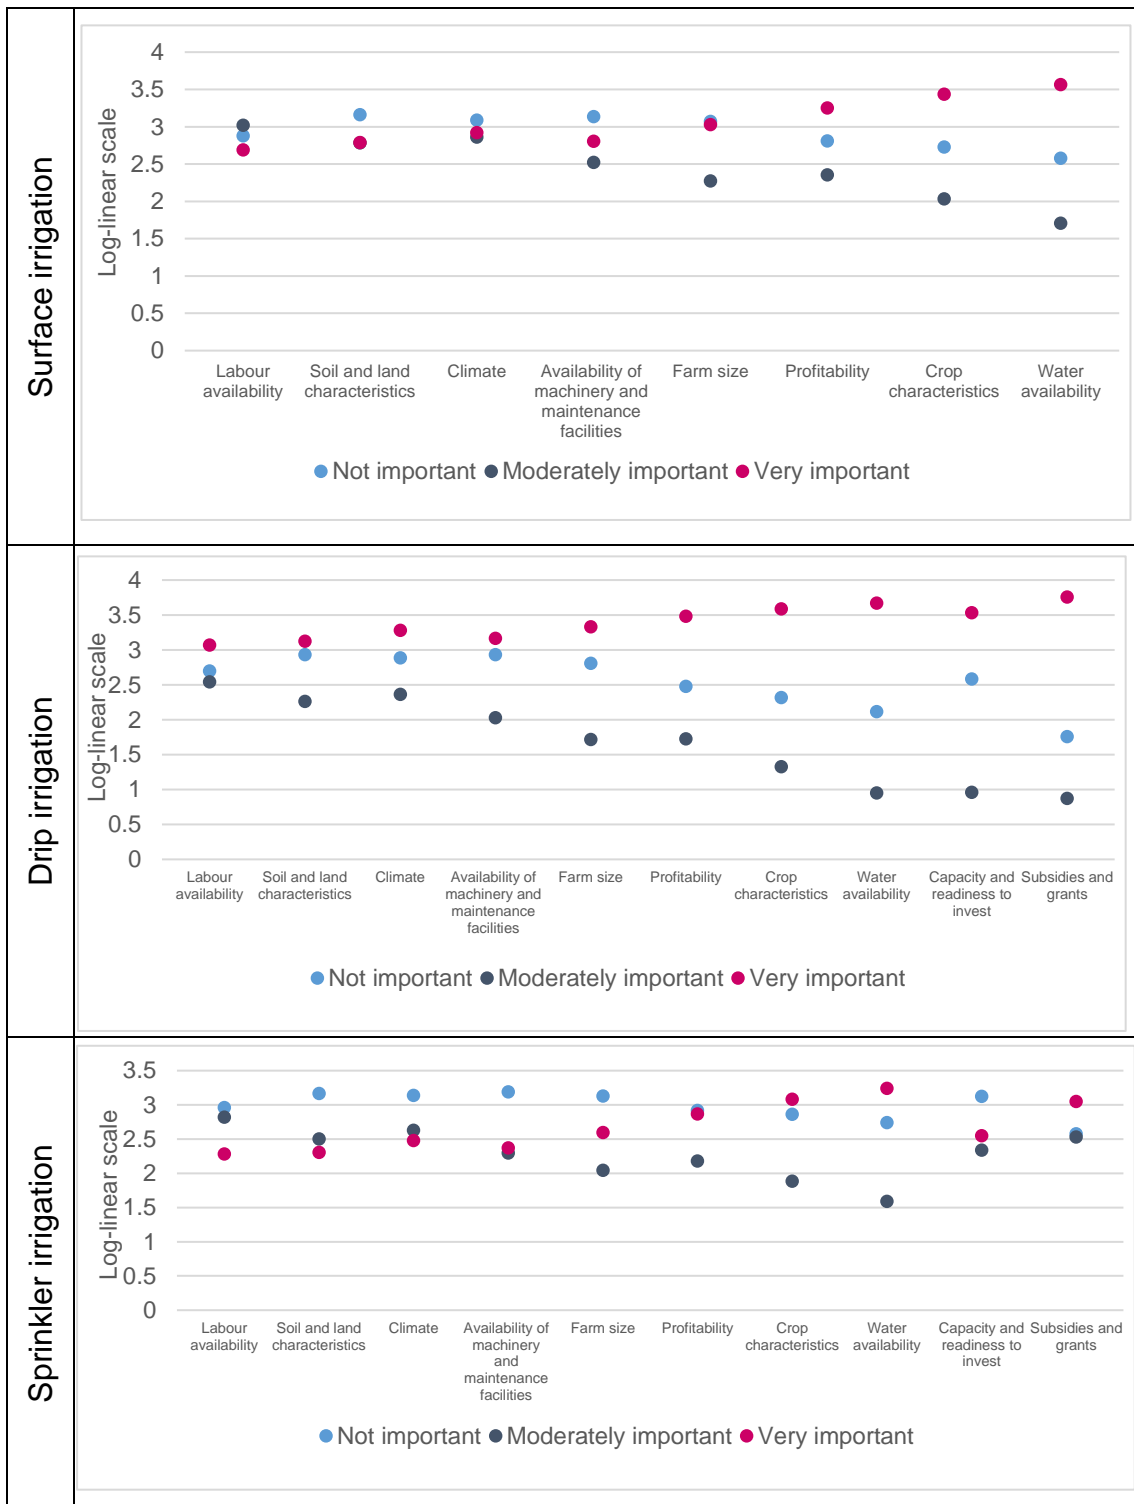 Surface irrigation
Log-linear scale
4
3.5
3
2.5
2
1.5
1
0.5
0
Labour availability
Soil and land characteristics
Climate
Availability of machinery and maintenance facilities
Farm size
Profitability
Crop characteristics
Water availability
Not important Moderately important Very important
Drip irrigation
Log-linear scale
4
3.5
3
2.5
2
1.5
1
0.5
0
Labour availability
Soil and land characteristics
Climate
Availability of machinery and maintenance facilities
Farm size
Profitability
Crop characteristics
Water availability
Capacity and readiness to invest
Subsidies and grants
Not important Moderately important Very important
Sprinkler irrigation
Log-linear scale
3.5
3
2.5
2
1.5
1
0.5
0
Labour availability
Soil and land characteristics
Climate
Availability of machinery and maintenance facilities
Farm size
Profitability
Crop characteristics
Water availability
Capacity and readiness to invest
Subsidies and grants
Not important Moderately important Very important